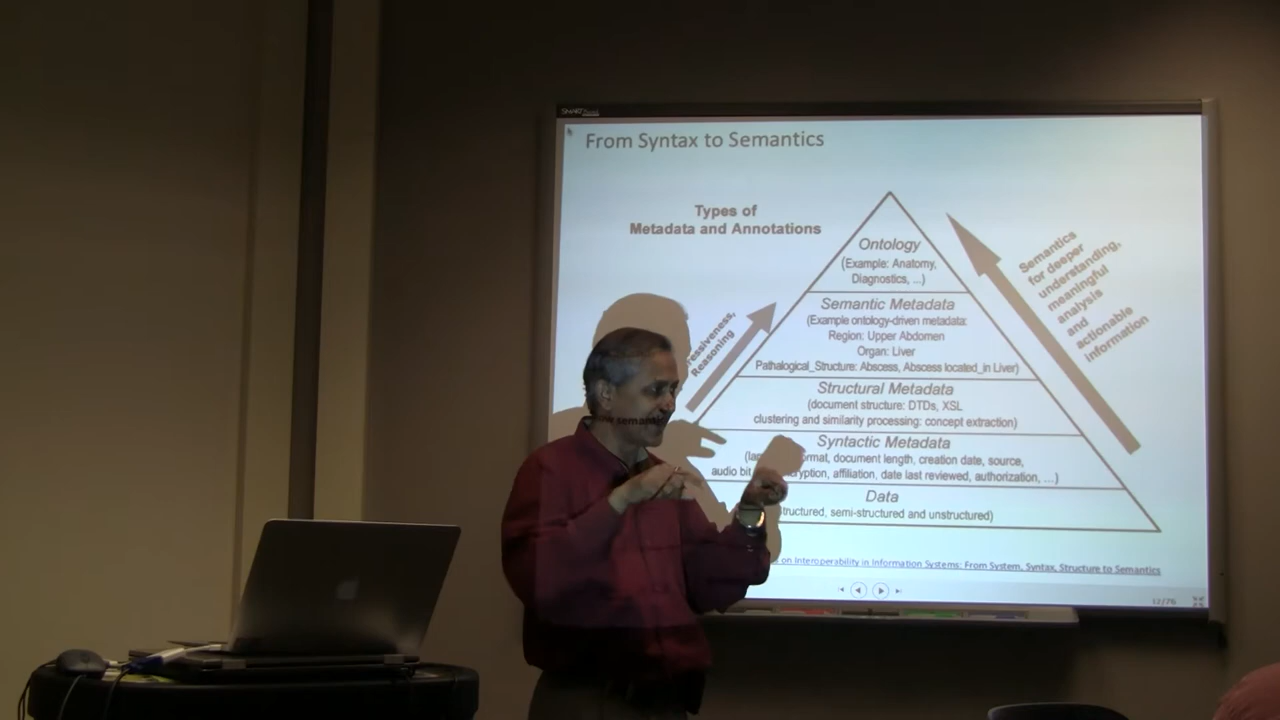 SMART
From Syntax to Semantics
Types of
Metadata and Annotations
Ontology
(Example: Anatomy,
Diagnostics, ...)
Semantic Metadata
(Example ontology-driven metadata:
Region: Upper Abdomen
Organ: Liver
Pathalogical_Structure: Abscess, Abscess located_in Liver)
Structural Metadata
(document structure: DTDs, XSL
clustering and similarity processing: concept extraction)
Syntactic Metadata
format, document length, creation date, source,
audio bit affiliation, date last reviewed, authorization, ...)
Data
structured, semi-structured and unstructured)
Reasoning
Semantics
for deeper
understanding,
meaningful
analysis
and
actionable
information
on Interoperability in Information Systems: From System, Syntax, Structure to Semantics
12/76